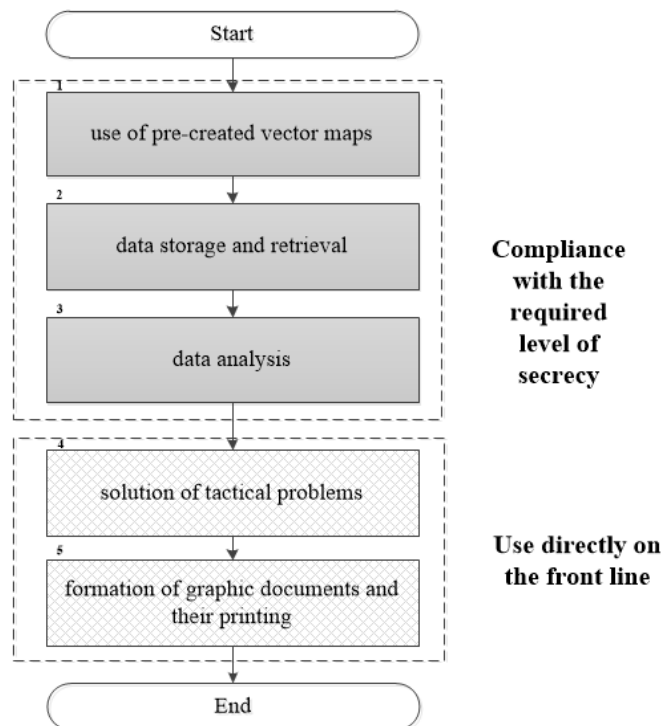 Start
1
use of pre-created vector maps
2
data storage and retrieval
3
data analysis
Compliance
with the
required
level of
secrecy
4
solution of tactical problems
5
formation of graphic documents and
their printing
Use directly on
the front line
End